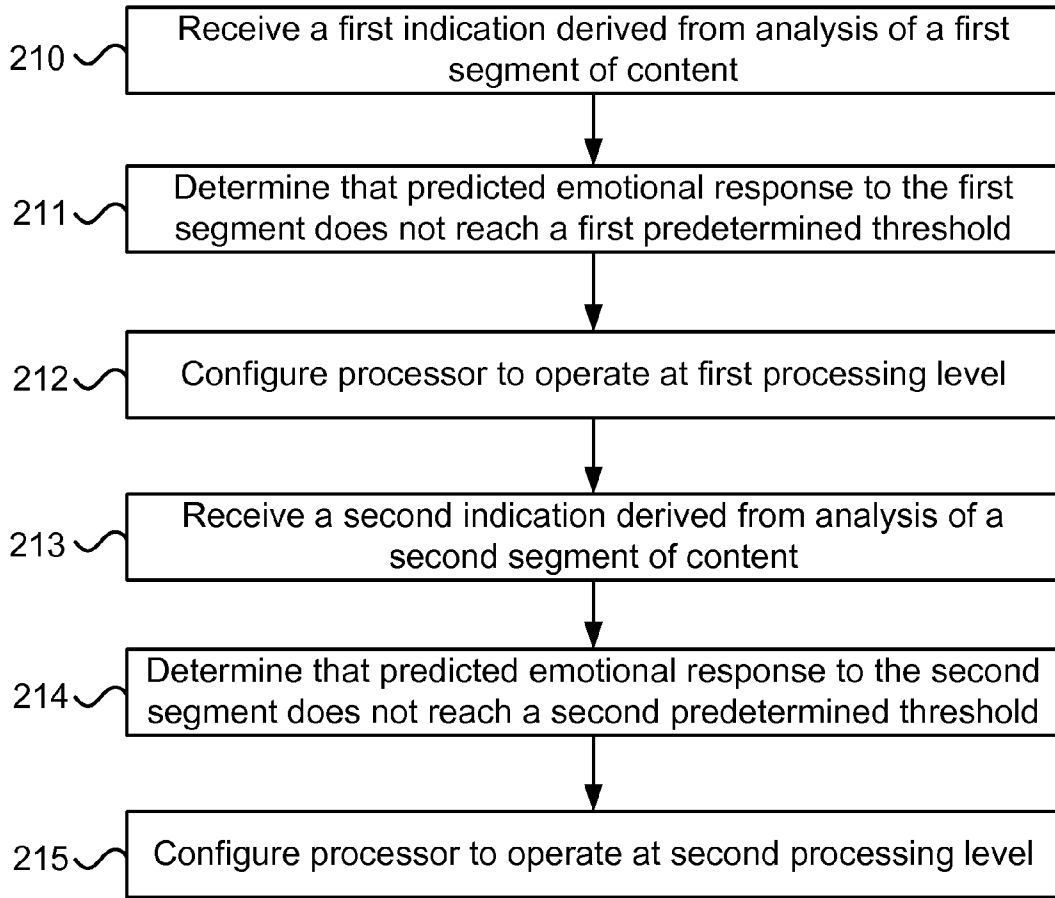 Receive a first indication derived from analysis of a first
210
segment of content
Determine that predicted emotional response to the first
211
segment does not reach a first predetermined threshold
212
Configure processor to operate at first processing level
Receive a second indication derived from analysis of a
213
second segment of content
Determine that predicted emotional response to the second
214
segment does not reach a second predetermined threshold
215
Configure processor to operate at second processing level